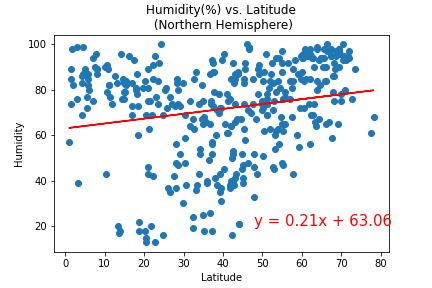 Humidity(%) vs. Latitude
(Northern Hemisphere)
100
80
60
40
20
Humidity
y = 0.21x + 63.06
0 10 20 30 40 50 60 70 80
Latitude